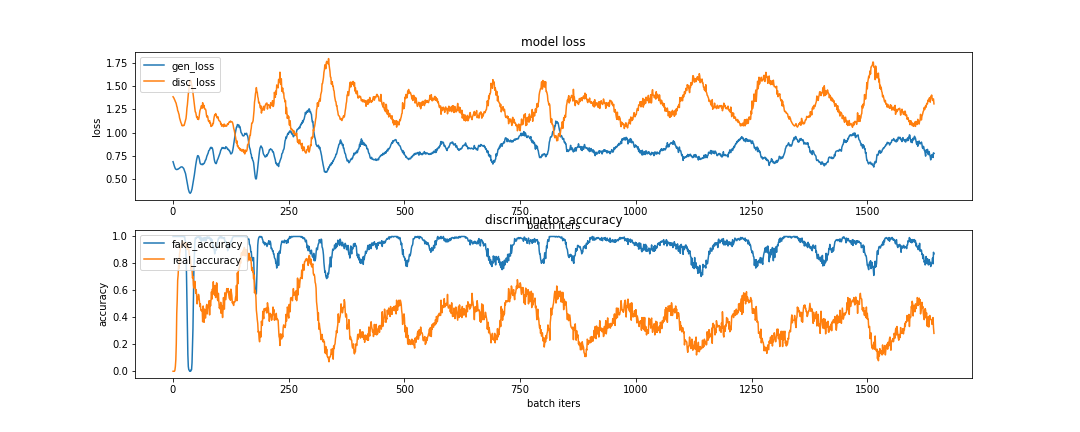 model loss
gen_loss
disc_loss
loss
1.75
1.50
1.25
1.00
0.75
0.50
0 250 500 750 1000 1250 1500
batch iters
discriminator accuracy
fake_accuracy
real_accuracy
accuracy
1.0
0.8
0.6
0.4
0.2
0.0
0 250 500 750 1000 1250 1500
batch iters